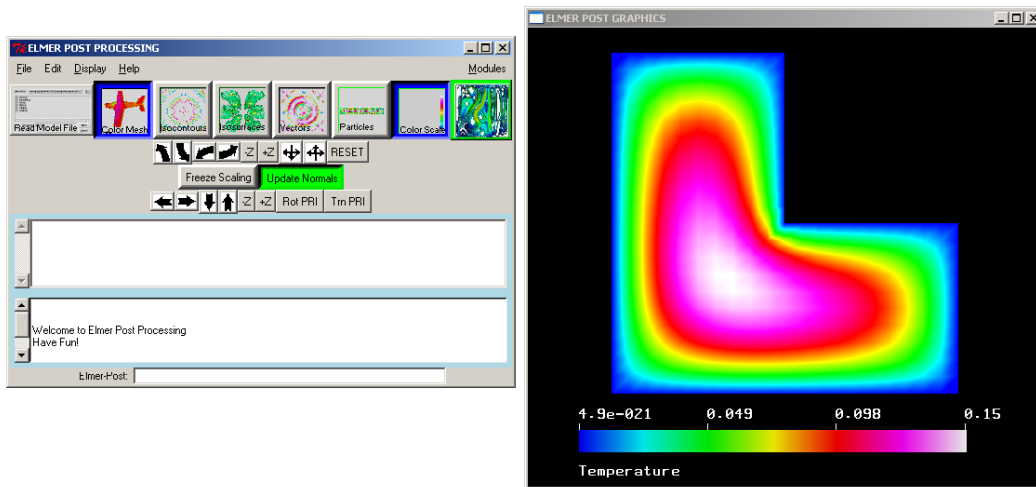 ELMER POST PROCESSING
File Edit Display Help Modules
Read Model File Color Mesh Isocontours Isosurfaces Vectors Particles Color Scale
-Z +Z RESET
Freeze Scaling Update Normals
-Z +Z Rot PRI Trn PRI
Welcome to Elmer Post Processing
Have Fun!
Elmer-Post:
ELMER POST GRAPHICS
4.9e-021 0.049 0.098 0.15
Temperature